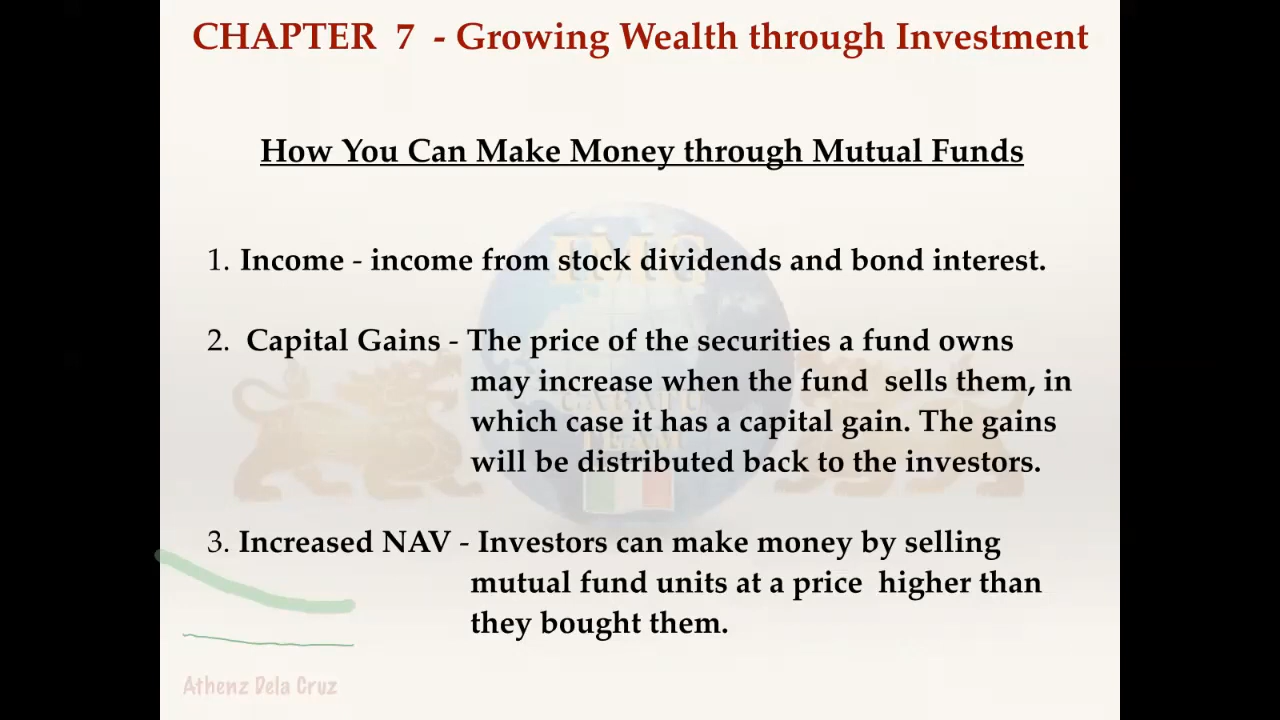 CHAPTER 7 - Growing Wealth through Investment
How You Can Make Money through Mutual Funds
1. Income - income from stock dividends and bond interest.
2. Capital Gains - The price of the securities a fund owns
may increase when the fund sells them, in
which case it has a capital gain. The gains
will be distributed back to the investors.
3. Increased NAV - Investors can make money by selling
mutual fund units at a price higher than
they bought them.
IMG
TEAM
Athenz Dela Cruz